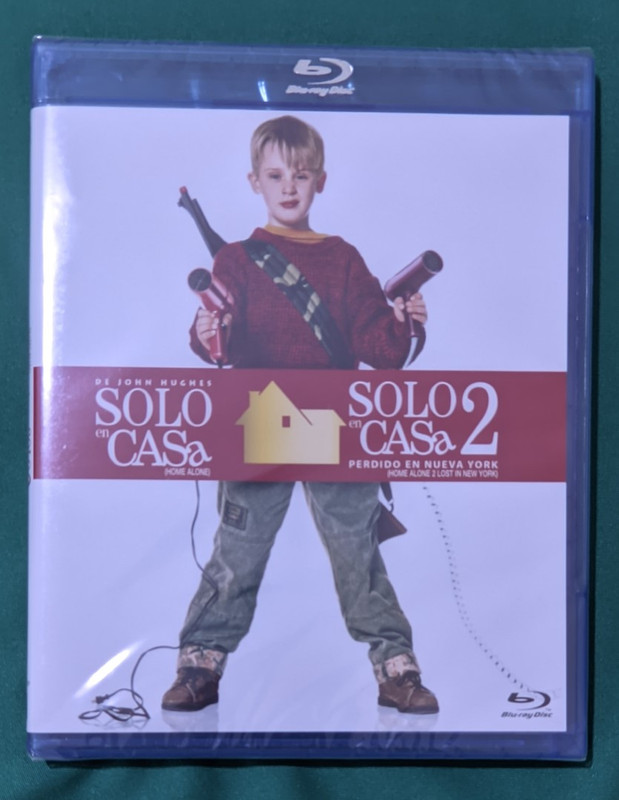 Blu-ray Disc
DE JOHN HUGHES
SOLO
en
CASa
(HOME ALONE)
SOLO
en
CASa 2
PERDIDO EN NUEVA YORK
(HOME ALONE 2 LOST IN NEW YORK)
Blu-ray Disc